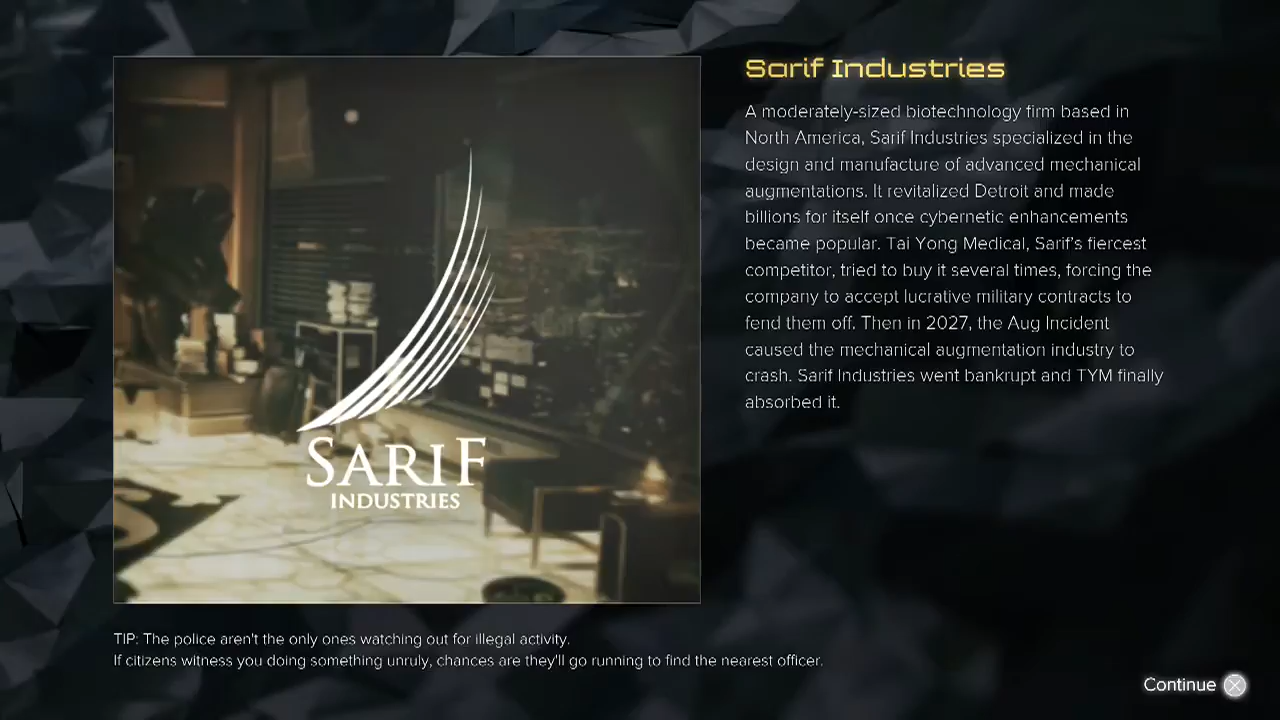 SARIF
INDUSTRIES
Sarif Industries
A moderately-sized biotechnology firm based in
North America, Sarif Industries specialized in the
design and manufacture of advanced mechanical
augmentations. It revitalized Detroit and made
billions for itself once cybernetic enhancements
became popular. Tai Yong Medical, Sarif's fiercest
competitor, tried to buy it several times, forcing the
company to accept lucrative military contracts to
fend them off. Then in 2027, the Aug Incident
caused the mechanical augmentation industry to
crash. Sarif Industries went bankrupt and TYM finally
absorbed it.
TIP: The police aren't the only ones watching out for illegal activity.
If citizens witness you doing something unruly, chances are they'll go running to find the nearest officer.
Continue